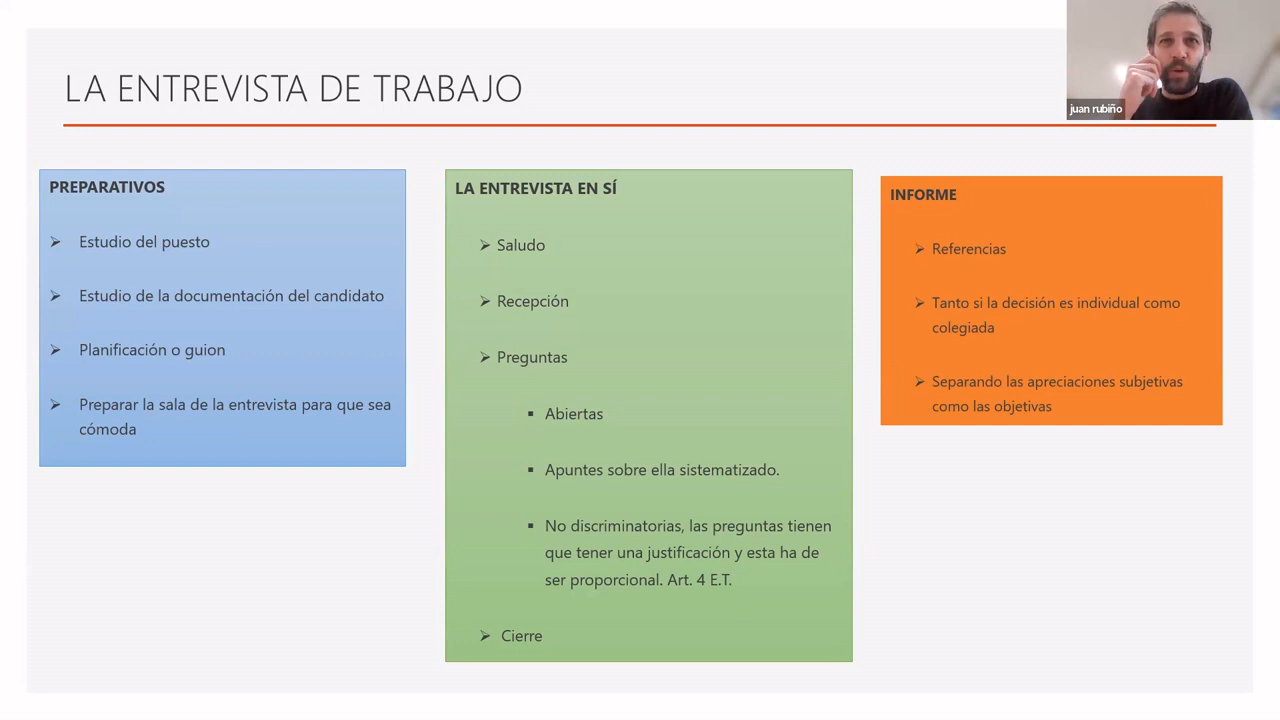 LA ENTREVISTA DE TRABAJO
juan rubiño
PREPARATIVOS
Estudio del puesto
Estudio de la documentación del candidato
Planificación o guion
Preparar la sala de la entrevista para que sea
cómoda
LA ENTREVISTA EN SÍ
Saludo
Recepción
Preguntas
Abiertas
Apuntes sobre ella sistematizado.
No discriminatorias, las preguntas tienen
que tener una justificación y esta ha de
ser proporcional. Art. 4 E.T.
Cierre
INFORME
Referencias
Tanto si la decisión es individual como
colegiada
Separando las apreciaciones subjetivas
como las objetivas